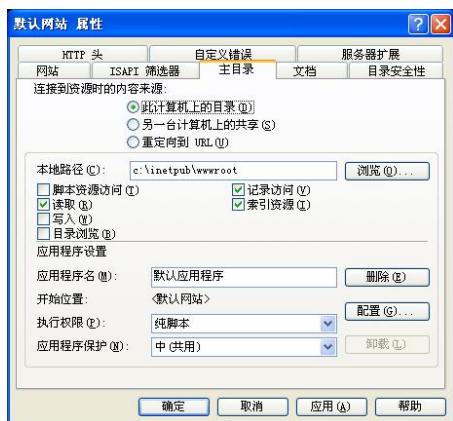 默认网站 属性
HTTP 头 自定义错误 服务器扩展
网站 ISAPI 筛选器 主目录 文档 目录安全性
连接到资源时的内容来源:
此计算机上的目录(D)
另一台计算机上的共享(S)
重定向到 URL(U)
本地路径(C): c:\inetpub\wwwroot 浏览(O)...
脚本资源访问(T) 记录访问(V)
读取(R) 索引资源(I)
写入(W)
目录浏览(B)
应用程序设置
应用程序名(M): 默认应用程序 删除(E)
开始位置: <默认网站>
配置(G)...
执行权限(P): 纯脚本
应用程序保护(N): 中(共用) 卸载(L)
确定 取消 应用(A) 帮助